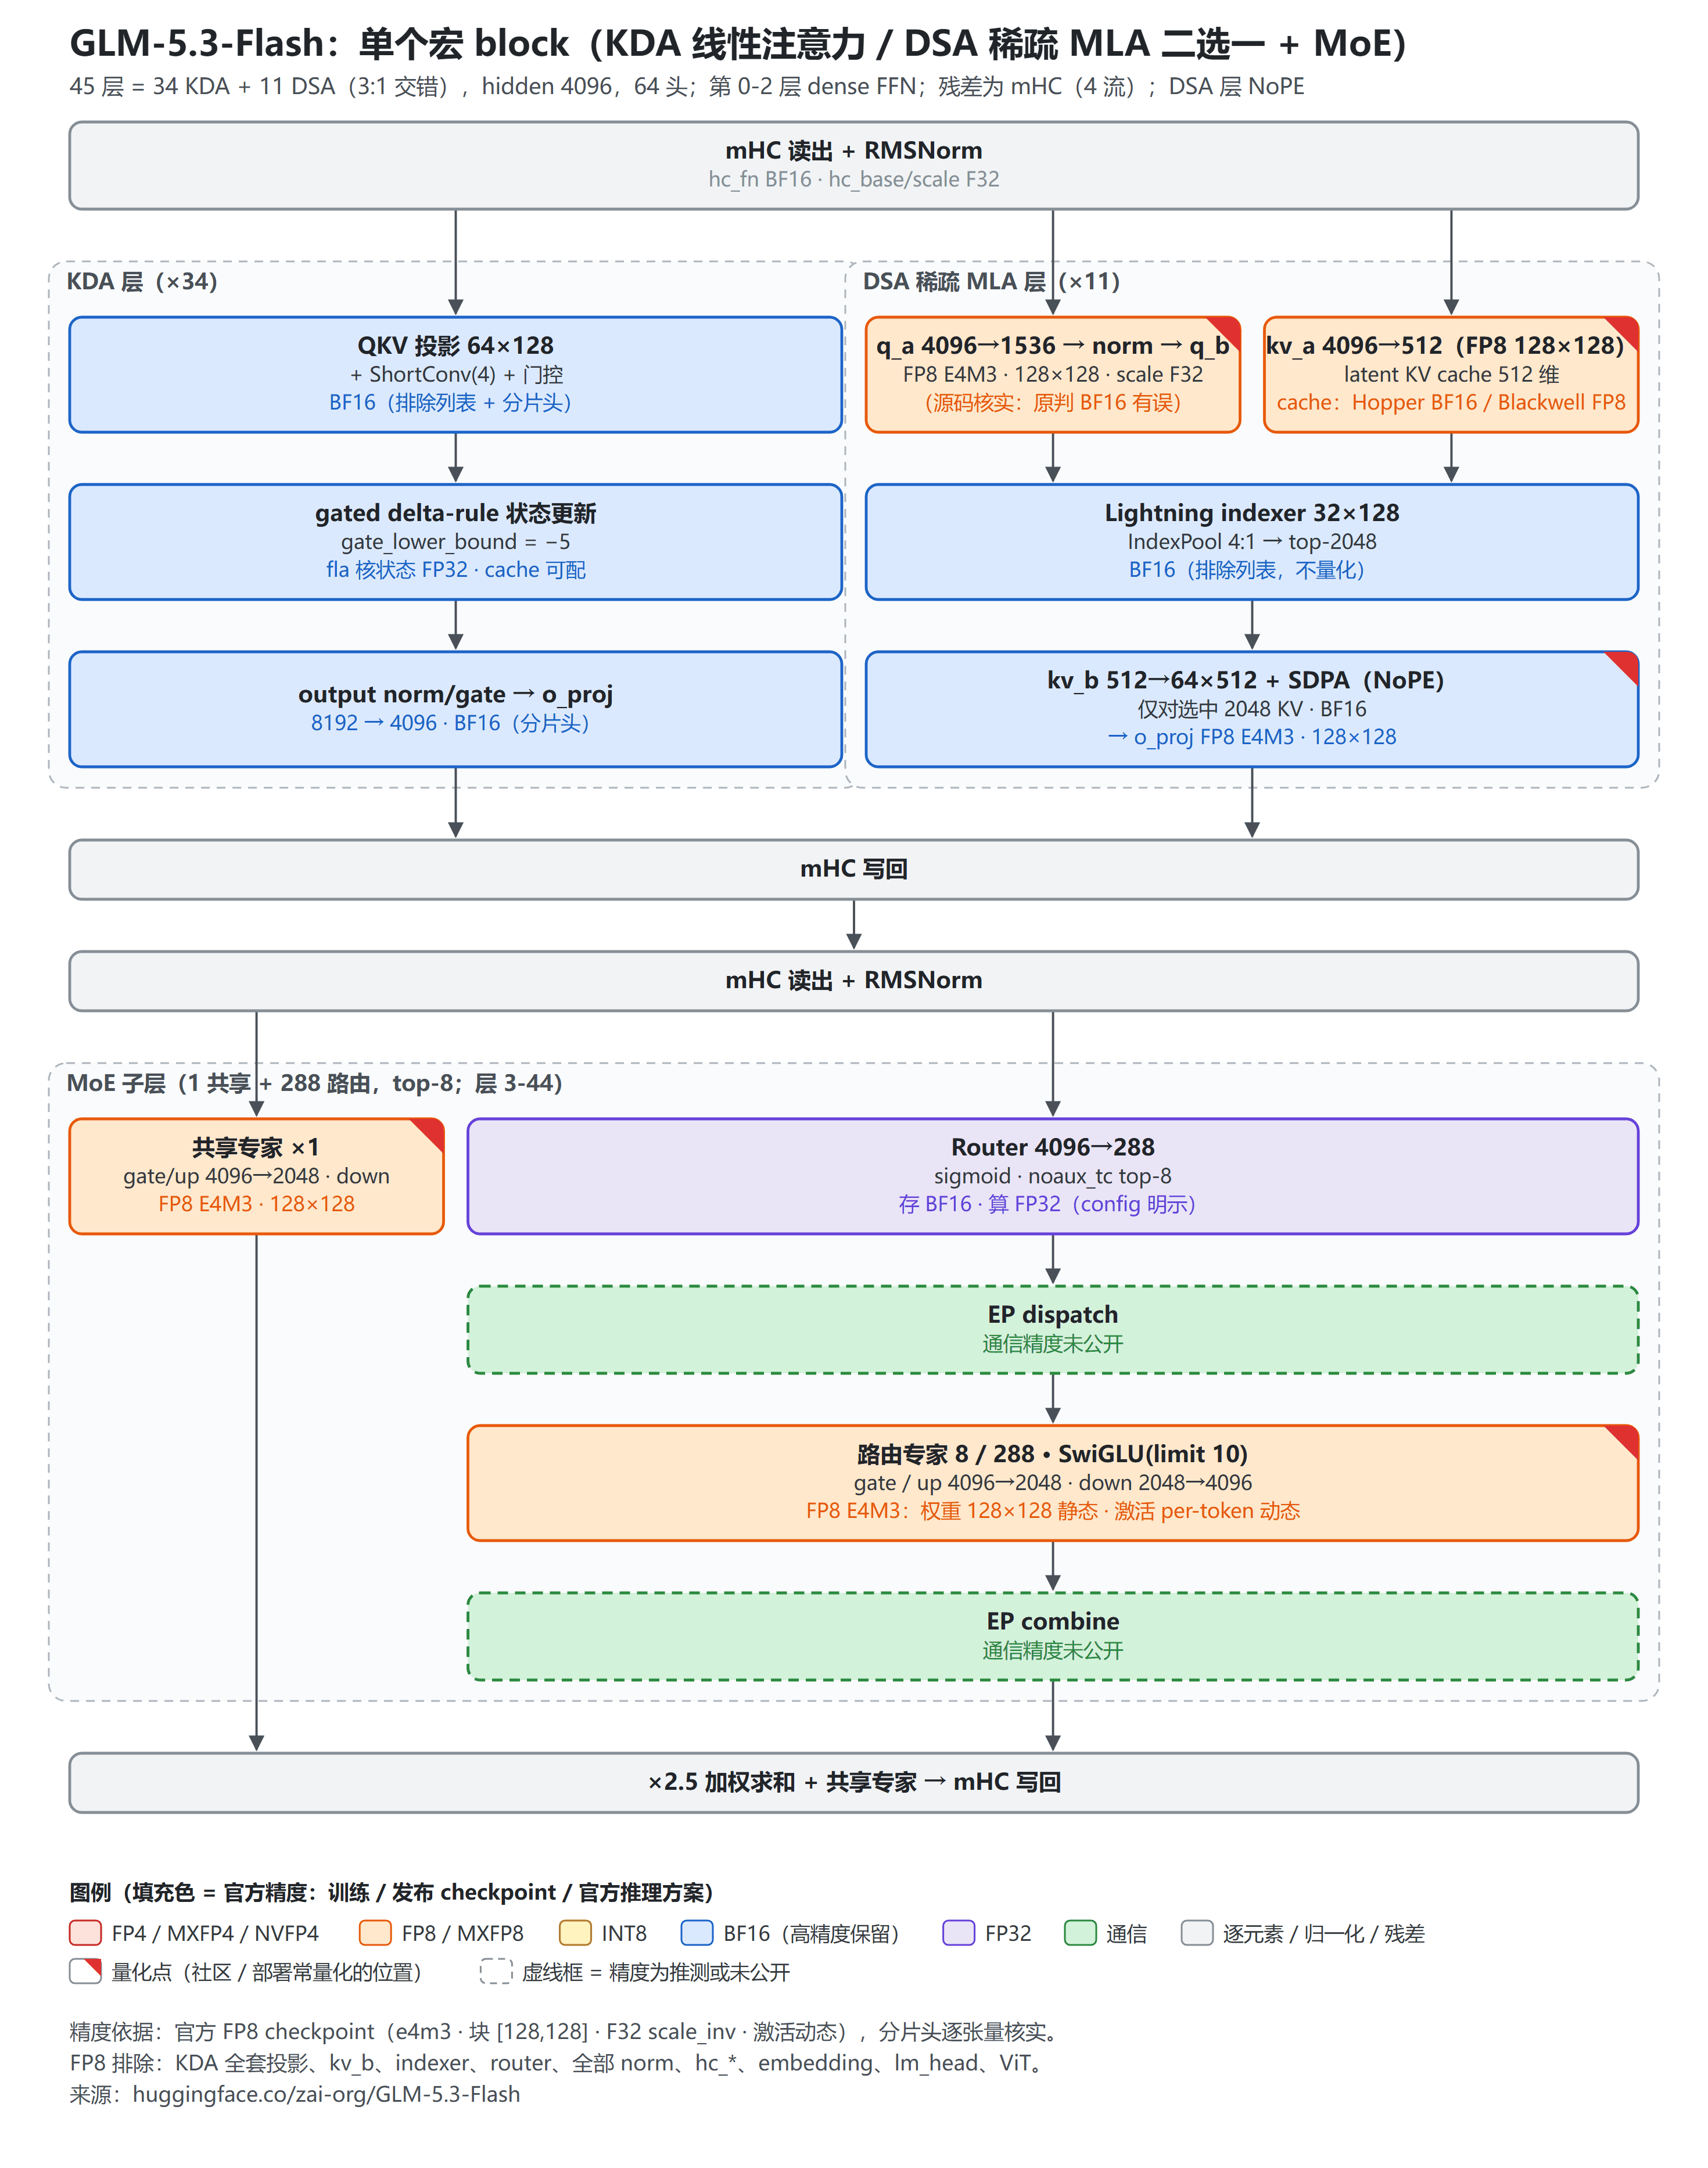 GLM-5.3-Flash：单个宏 block（KDA 线性注意力 / DSA 稀疏 MLA 二选一 + MoE）
45 层 = 34 KDA + 11 DSA（3:1 交错），hidden 4096，64 头；第 0-2 层 dense FFN；残差为 mHC（4 流）；DSA 层 NoPE
mHC 读出 + RMSNorm
hc_fn BF16 · hc_base/scale F32
KDA 层（×34）
QKV 投影 64×128
+ ShortConv(4) + 门控
BF16（排除列表 + 分片头）
gated delta-rule 状态更新
gate_lower_bound = −5
fla 核状态 FP32 · cache 可配
output norm/gate → o_proj
8192 → 4096 · BF16（分片头）
DSA 稀疏 MLA 层（×11）
q_a 4096→1536 → norm → q_b
FP8 E4M3 · 128×128 · scale F32
（源码核实：原判 BF16 有误）
kv_a 4096→512（FP8 128×128）
latent KV cache 512 维
cache：Hopper BF16 / Blackwell FP8
Lightning indexer 32×128
IndexPool 4:1 → top-2048
BF16（排除列表，不量化）
kv_b 512→64×512 + SDPA（NoPE）
仅对选中 2048 KV · BF16
→ o_proj FP8 E4M3 · 128×128
mHC 写回
mHC 读出 + RMSNorm
MoE 子层（1 共享 + 288 路由，top-8；层 3-44）
共享专家 ×1
gate/up 4096→2048 · down
FP8 E4M3 · 128×128
Router 4096→288
sigmoid · noaux_tc top-8
存 BF16 · 算 FP32（config 明示）
EP dispatch
通信精度未公开
路由专家 8 / 288 · SwiGLU(limit 10)
gate / up 4096→2048 · down 2048→4096
FP8 E4M3：权重 128×128 静态 · 激活 per-token 动态
EP combine
通信精度未公开
×2.5 加权求和 + 共享专家 → mHC 写回
图例（填充色 = 官方精度：训练 / 发布 checkpoint / 官方推理方案）
FP4 / MXFP4 / NVFP4
FP8 / MXFP8
INT8
BF16（高精度保留）
FP32
通信
逐元素 / 归一化 / 残差
量化点（社区 / 部署常量化的位置）
虚线框 = 精度为推测或未公开
精度依据：官方 FP8 checkpoint（e4m3 · 块 [128,128] · F32 scale_inv · 激活动态），分片头逐张量核实。
FP8 排除：KDA 全套投影、kv_b、indexer、router、全部 norm、hc_*、embedding、lm_head、ViT。
来源：huggingface.co/zai-org/GLM-5.3-Flash